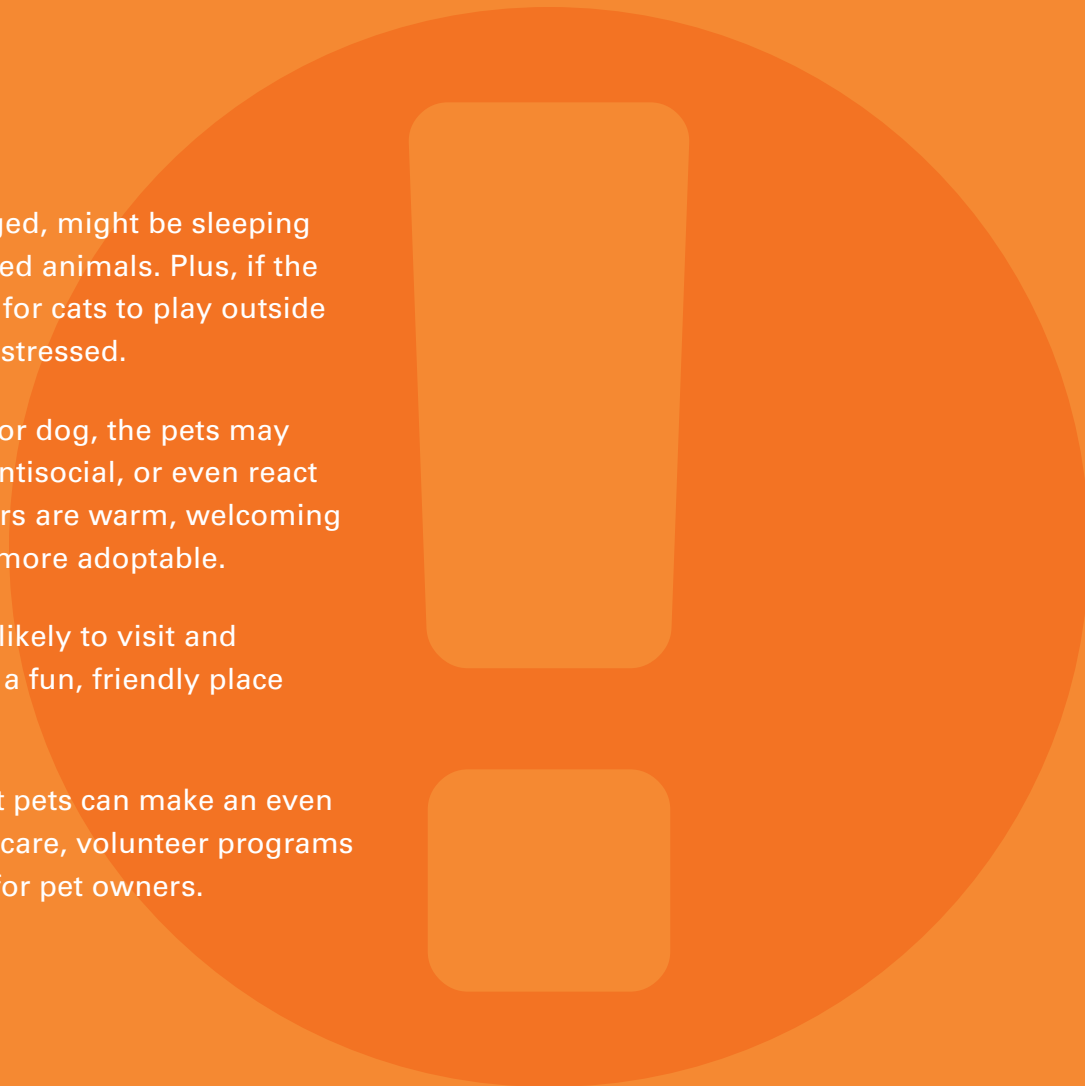 ged, might be sleeping
ed animals. Plus, if the
for cats to play outside
stressed.
or dog, the pets may
ntisocial, or even react
rs are warm, welcoming
more adoptable.
likely to visit and
a fun, friendly place
t pets can make an even
care, volunteer programs
for pet owners.